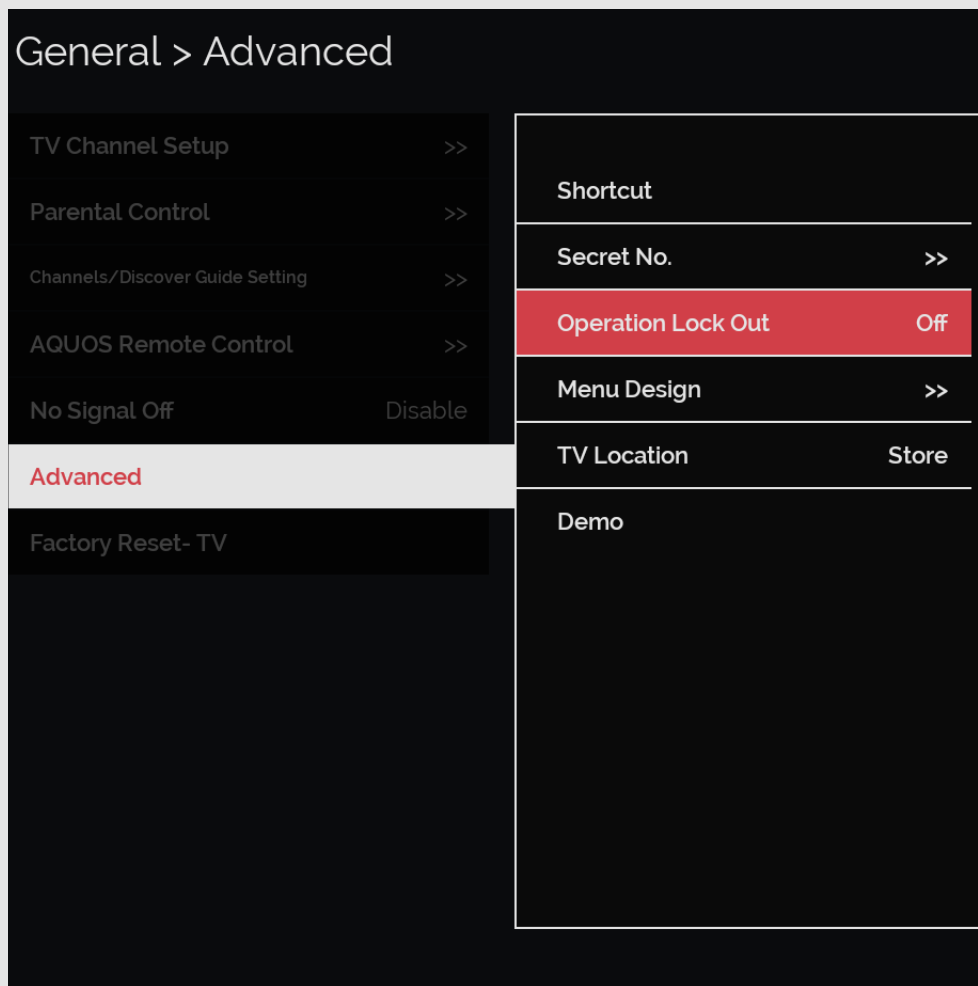 General > Advanced
TV Channel Setup >>
Parental Control >>
Channels/Discover Guide Setting >>
AQUOS Remote Control >>
No Signal Off Disable
Advanced
Factory Reset- TV
Shortcut
Secret No. >>
Operation Lock Out Off
Menu Design >>
TV Location Store
Demo